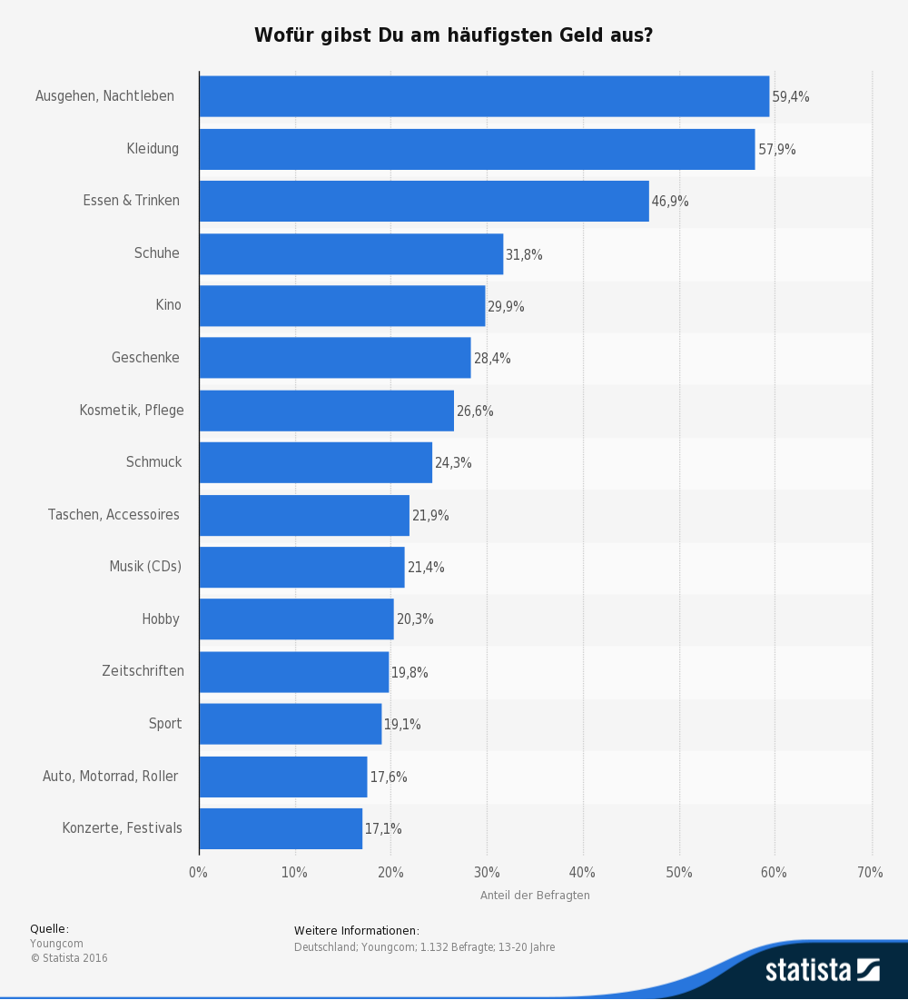 Wofür gibst Du am häufigsten Geld aus?
Ausgehen, Nachtleben 59,4%
Kleidung 57,9%
Essen & Trinken 46,9%
Schuhe 31,8%
Kino 29,9%
Geschenke 28,4%
Kosmetik, Pflege 26,6%
Schmuck 24,3%
Taschen, Accessoires 21,9%
Musik (CDs) 21,4%
Hobby 20,3%
Zeitschriften 19,8%
Sport 19,1%
Auto, Motorrad, Roller 17,6%
Konzerte, Festivals 17,1%
0% 10% 20% 30% 40% 50% 60% 70%
Anteil der Befragten
Quelle:
Youngcom
© Statista 2016
Weitere Informationen:
Deutschland; Youngcom; 1.132 Befragte; 13-20 Jahre
statista